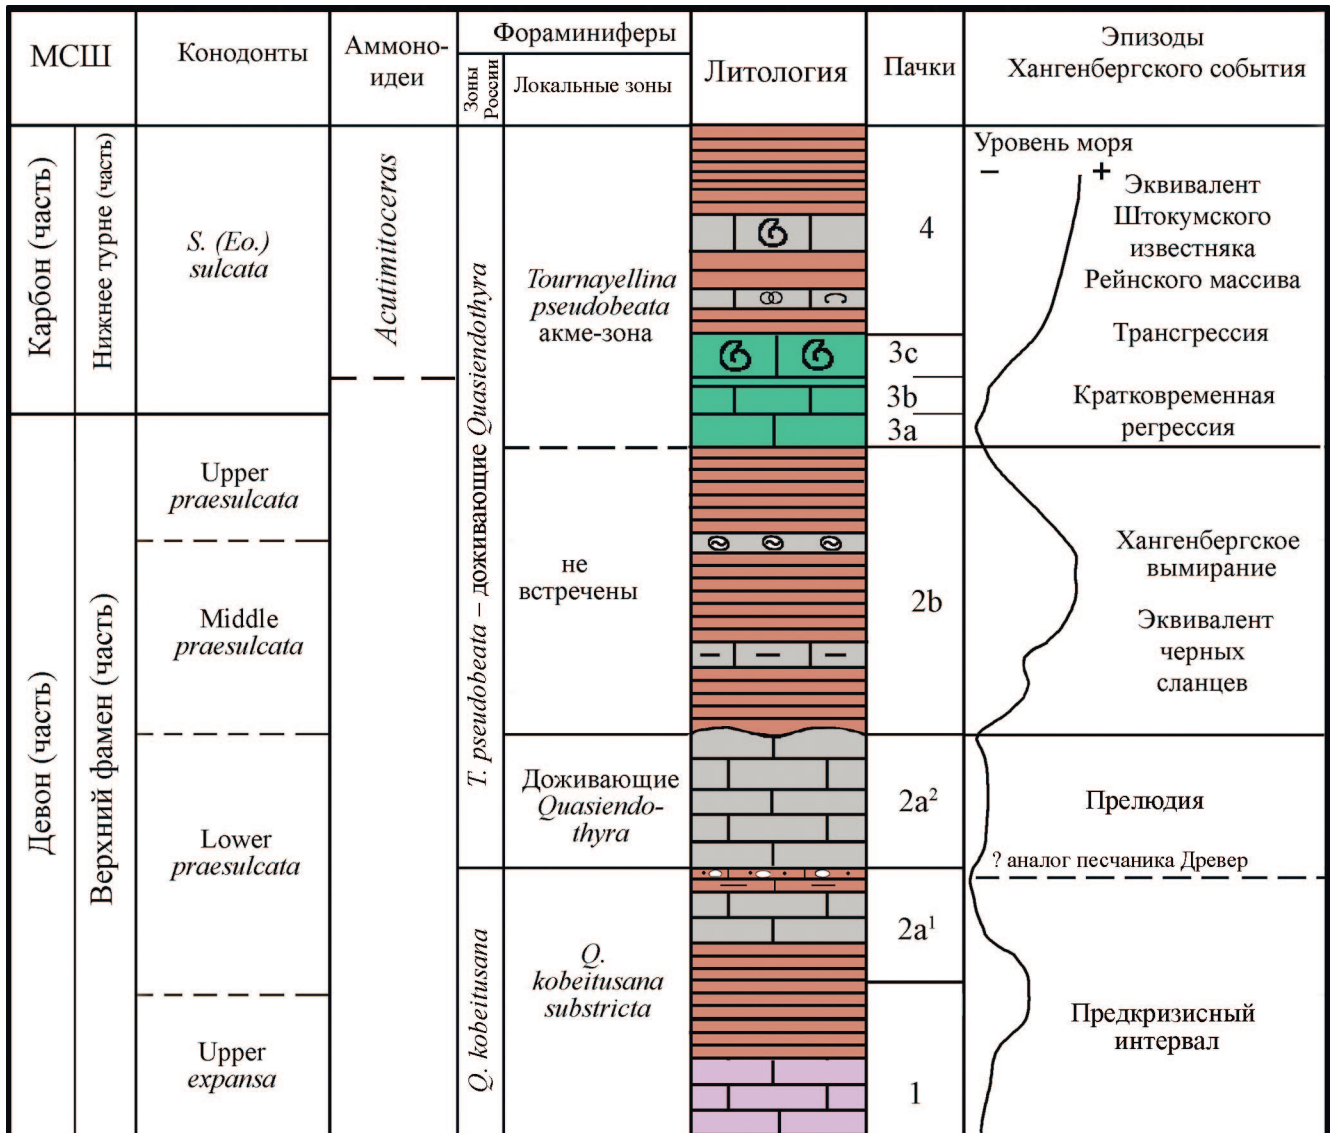 МСШ
Конодонты
Аммоно-
идеи
Фораминиферы
Зоны
России
Локальные зоны
Литология
Пачки
Эпизоды
Хангенбергского события
Карбон (часть)
Нижнее турне (часть)
S. (Eo.)
sulcata
Acutimitoceras
T. pseudobeata – доживающие Quasiendothyra
Tournayellina
pseudobeata
акме-зона
4
3c
3b
3a
Уровень моря
– +
Эквивалент
Штокумского
известняка
Рейнского массива
Трансгрессия
Кратковременная
регрессия
Девон (часть)
Верхний фамен (часть)
Upper
praesulcata
Middle
praesulcata
Lower
praesulcata
Upper
expansa
не
встречены
2b
Хангенбергское
вымирание
Эквивалент
черных
сланцев
Доживающие
Quasiendo-
thyra
2a²
Прелюдия
? аналог песчаника Древер
Q. kobeitusana
Q.
kobeitusana
substricta
2a¹
1
Предкризисный
интервал